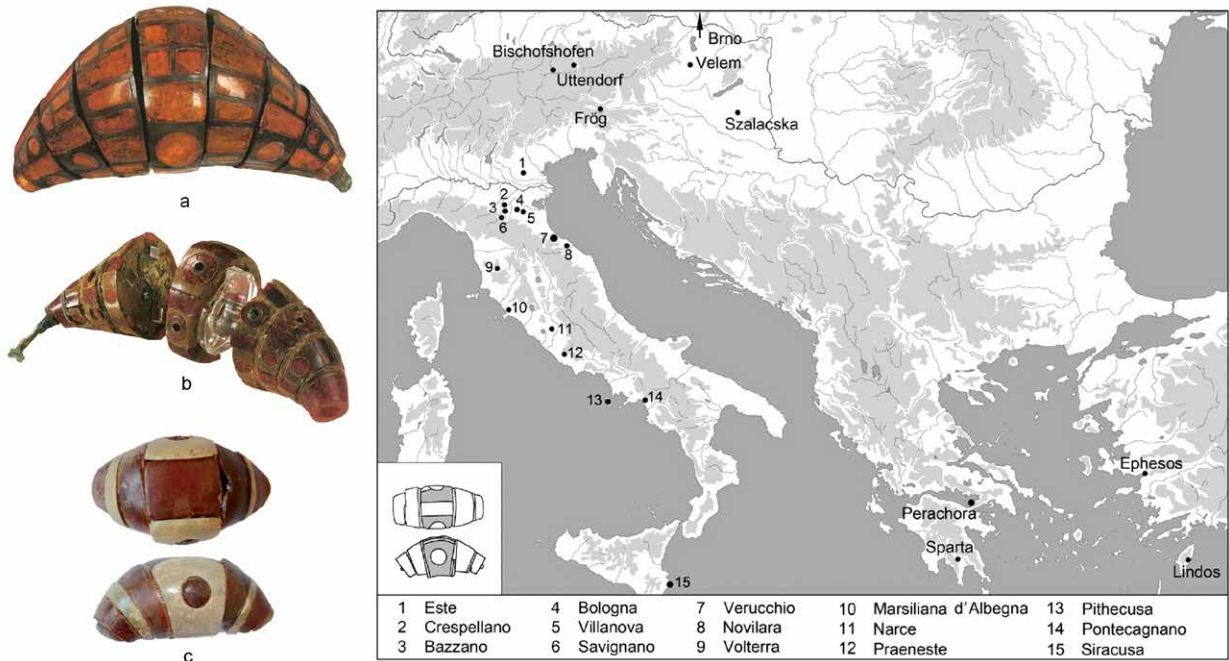 a
b
c
Brno
Bischofshofen
Velem
Uttendorf
Frög
Szalacska
1
2
3
4
5
6
7
8
9
10
11
12
13
14
15
Ephesos
Perachora
Sparta
Lindos
1 Este 4 Bologna 7 Verucchio 10 Marsiliana d'Albegna 13 Pithecusa
2 Crespellano 5 Villanova 8 Novilara 11 Narce 14 Pontecagnano
3 Bazzano 6 Savignano 9 Volterra 12 Praeneste 15 Siracusa